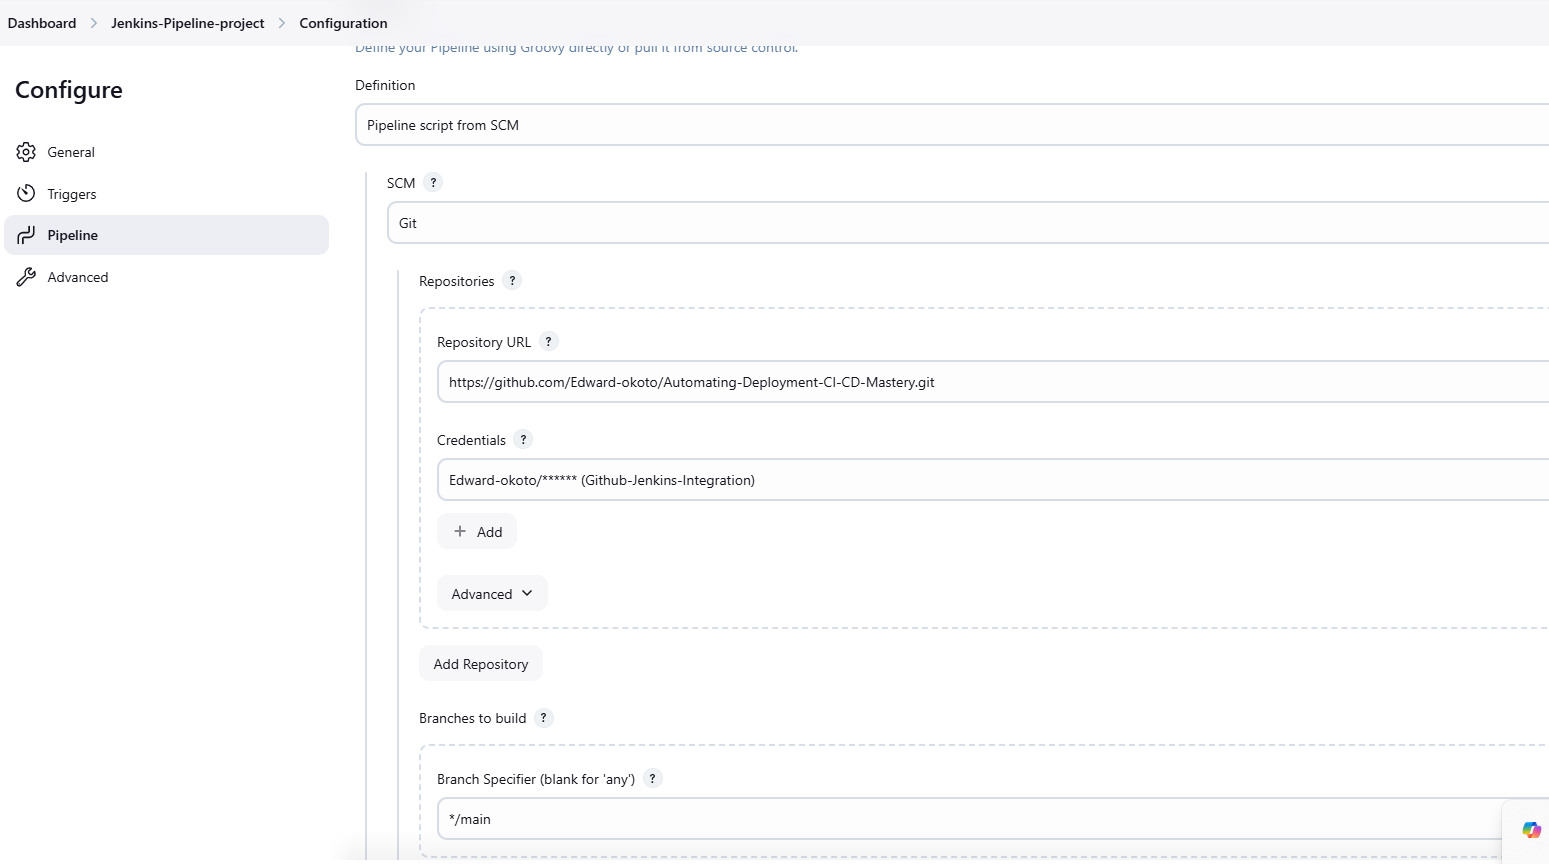 Dashboard > Jenkins-Pipeline-project > Configuration
Define your Pipeline using Groovy directly or pull it from source control.
Configure
General
Triggers
Pipeline
Advanced
Definition
Pipeline script from SCM
SCM ?
Git
Repositories ?
Repository URL ?
https://github.com/Edward-okoto/Automating-Deployment-CI-CD-Mastery.git
Credentials ?
Edward-okoto/****** (Github-Jenkins-Integration)
+ Add
Advanced
Add Repository
Branches to build ?
Branch Specifier (blank for 'any') ?
*/main